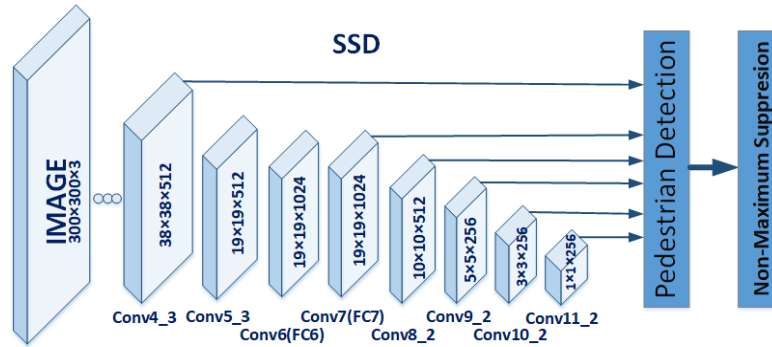 SSD
IMAGE
300×300×3
38×38×512
19×19×512
19×19×1024
19×19×1024
10×10×512
5×5×256
3×3×256
1×1×256
Conv4_3
Conv5_3
Conv6(FC6)
Conv7(FC7)
Conv8_2
Conv9_2
Conv10_2
Conv11_2
Pedestrian Detection
Non-Maximum Suppresion